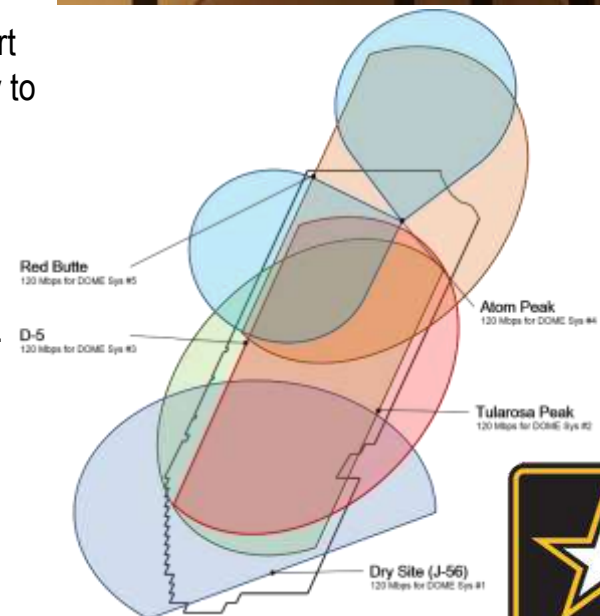 rt
to
Red Butte
120 Mbps for DOME Sys #5
Atom Peak
120 Mbps for DOME Sys #4
D-5
120 Mbps for DOME Sys #3
Tularosa Peak
120 Mbps for DOME Sys #2
Dry Site (J-56)
120 Mbps for DOME Sys #1